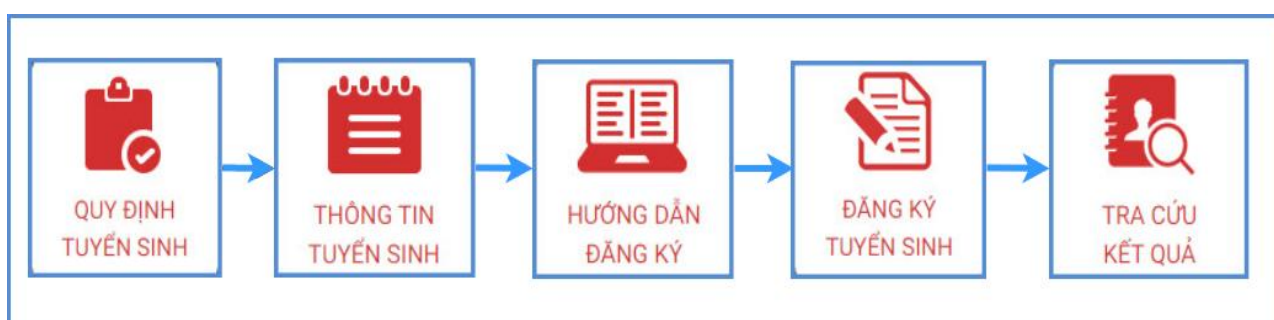 QUY ĐỊNH
TUYỂN SINH
THÔNG TIN
TUYỂN SINH
HƯỚNG DẪN
ĐĂNG KÝ
ĐĂNG KÝ
TUYỂN SINH
TRA CỨU
KẾT QUẢ